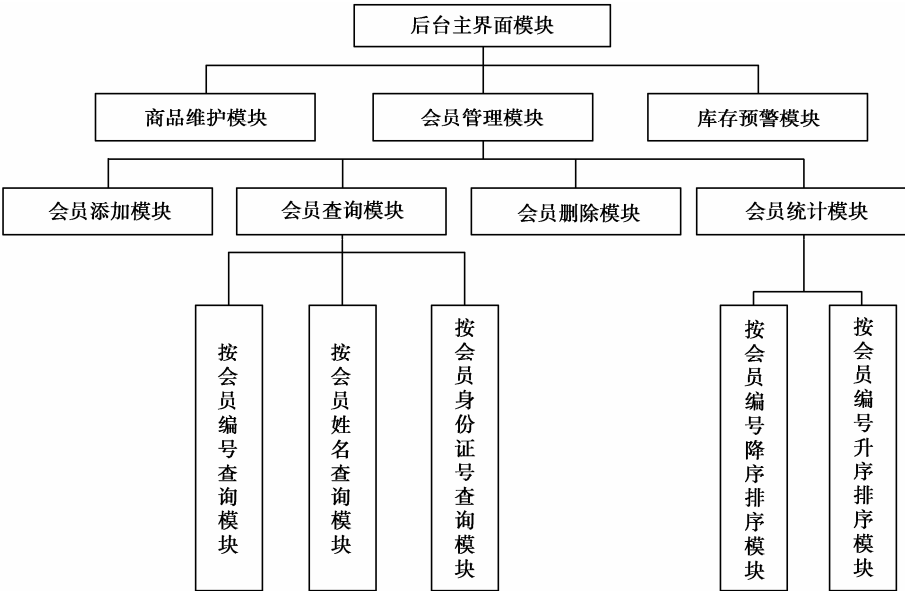 后台主界面模块
商品维护模块
会员管理模块
库存预警模块
会员添加模块
会员查询模块
会员删除模块
会员统计模块
按会员编号查询模块
按会员姓名查询模块
按会员身份证号查询模块
按会员编号降序排序模块
按会员编号升序排序模块